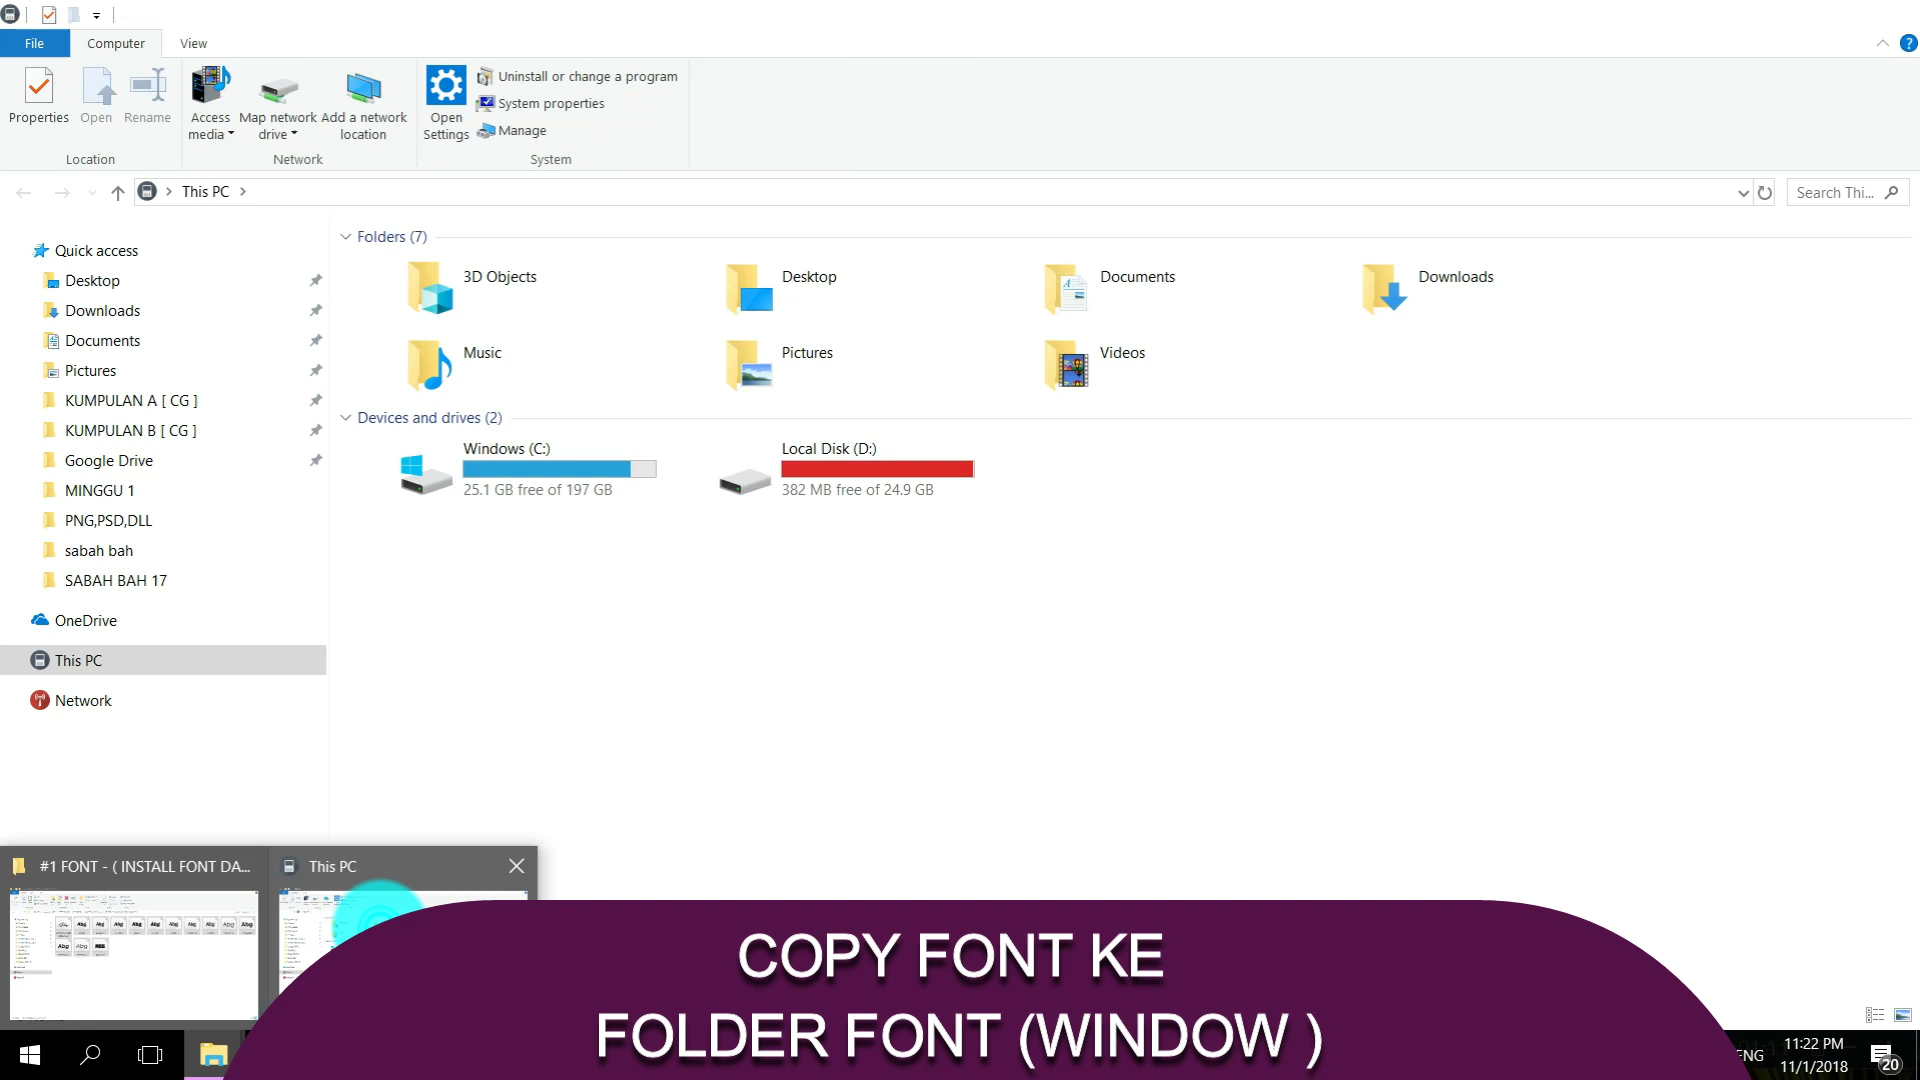 File
Computer
View
Properties
Open
Rename
Access media
Map network drive
Add a network location
Open Settings
Uninstall or change a program
System properties
Manage
Location
Network
System
This PC
Search Thi...
Quick access
Desktop
Downloads
Documents
Pictures
KUMPULAN A [ CG ]
KUMPULAN B [ CG ]
Google Drive
MINGGU 1
PNG,PSD,DLL
sabah bah
SABAH BAH 17
OneDrive
This PC
Network
Folders (7)
3D Objects
Desktop
Documents
Downloads
Music
Pictures
Videos
Devices and drives (2)
Windows (C:)
25.1 GB free of 197 GB
Local Disk (D:)
382 MB free of 24.9 GB
#1 FONT - ( INSTALL FONT DA...
This PC
COPY FONT KE
FOLDER FONT (WINDOW )
ENG
11:22 PM
11/1/2018
20